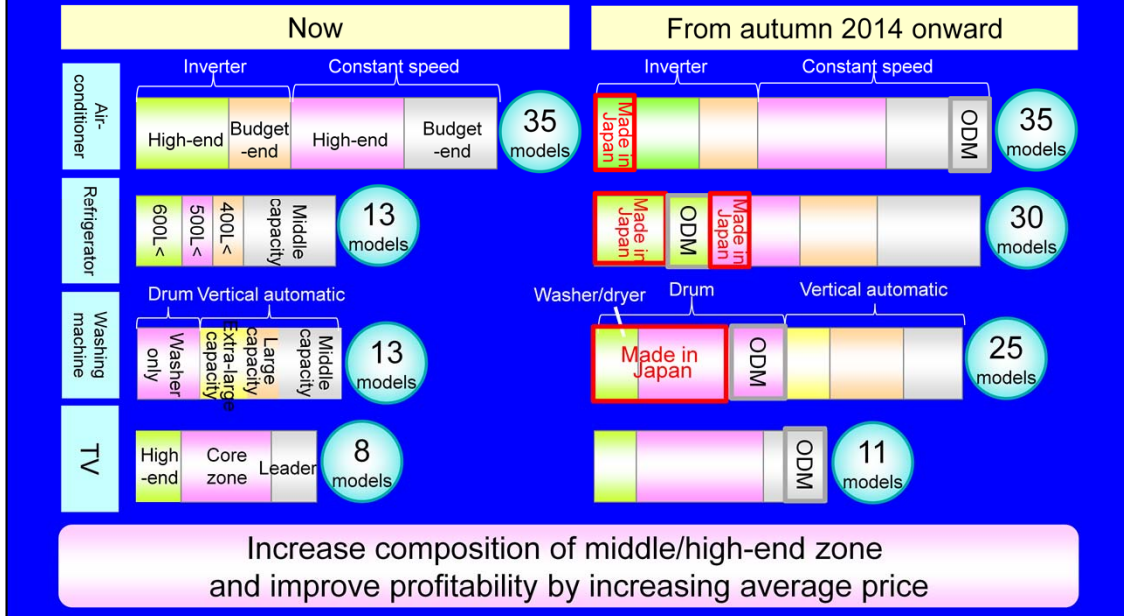 Now
From autumn 2014 onward
Air-
conditioner
Inverter
Constant speed
High-end
Budget
-end
High-end
Budget
-end
35
models
Inverter
Constant speed
Made in
Japan
ODM
35
models
Refrigerator
600L<
500L<
400L<
Middle
capacity
13
models
Made in
Japan
ODM
Made in
Japan
30
models
Washing
machine
Drum
Vertical automatic
Washer
only
Extra-large
capacity
Large
capacity
Middle
capacity
13
models
Washer/dryer
Drum
Vertical automatic
Made in
Japan
ODM
25
models
TV
High
-end
Core
zone
Leader
8
models
ODM
11
models
Increase composition of middle/high-end zone
and improve profitability by increasing average price